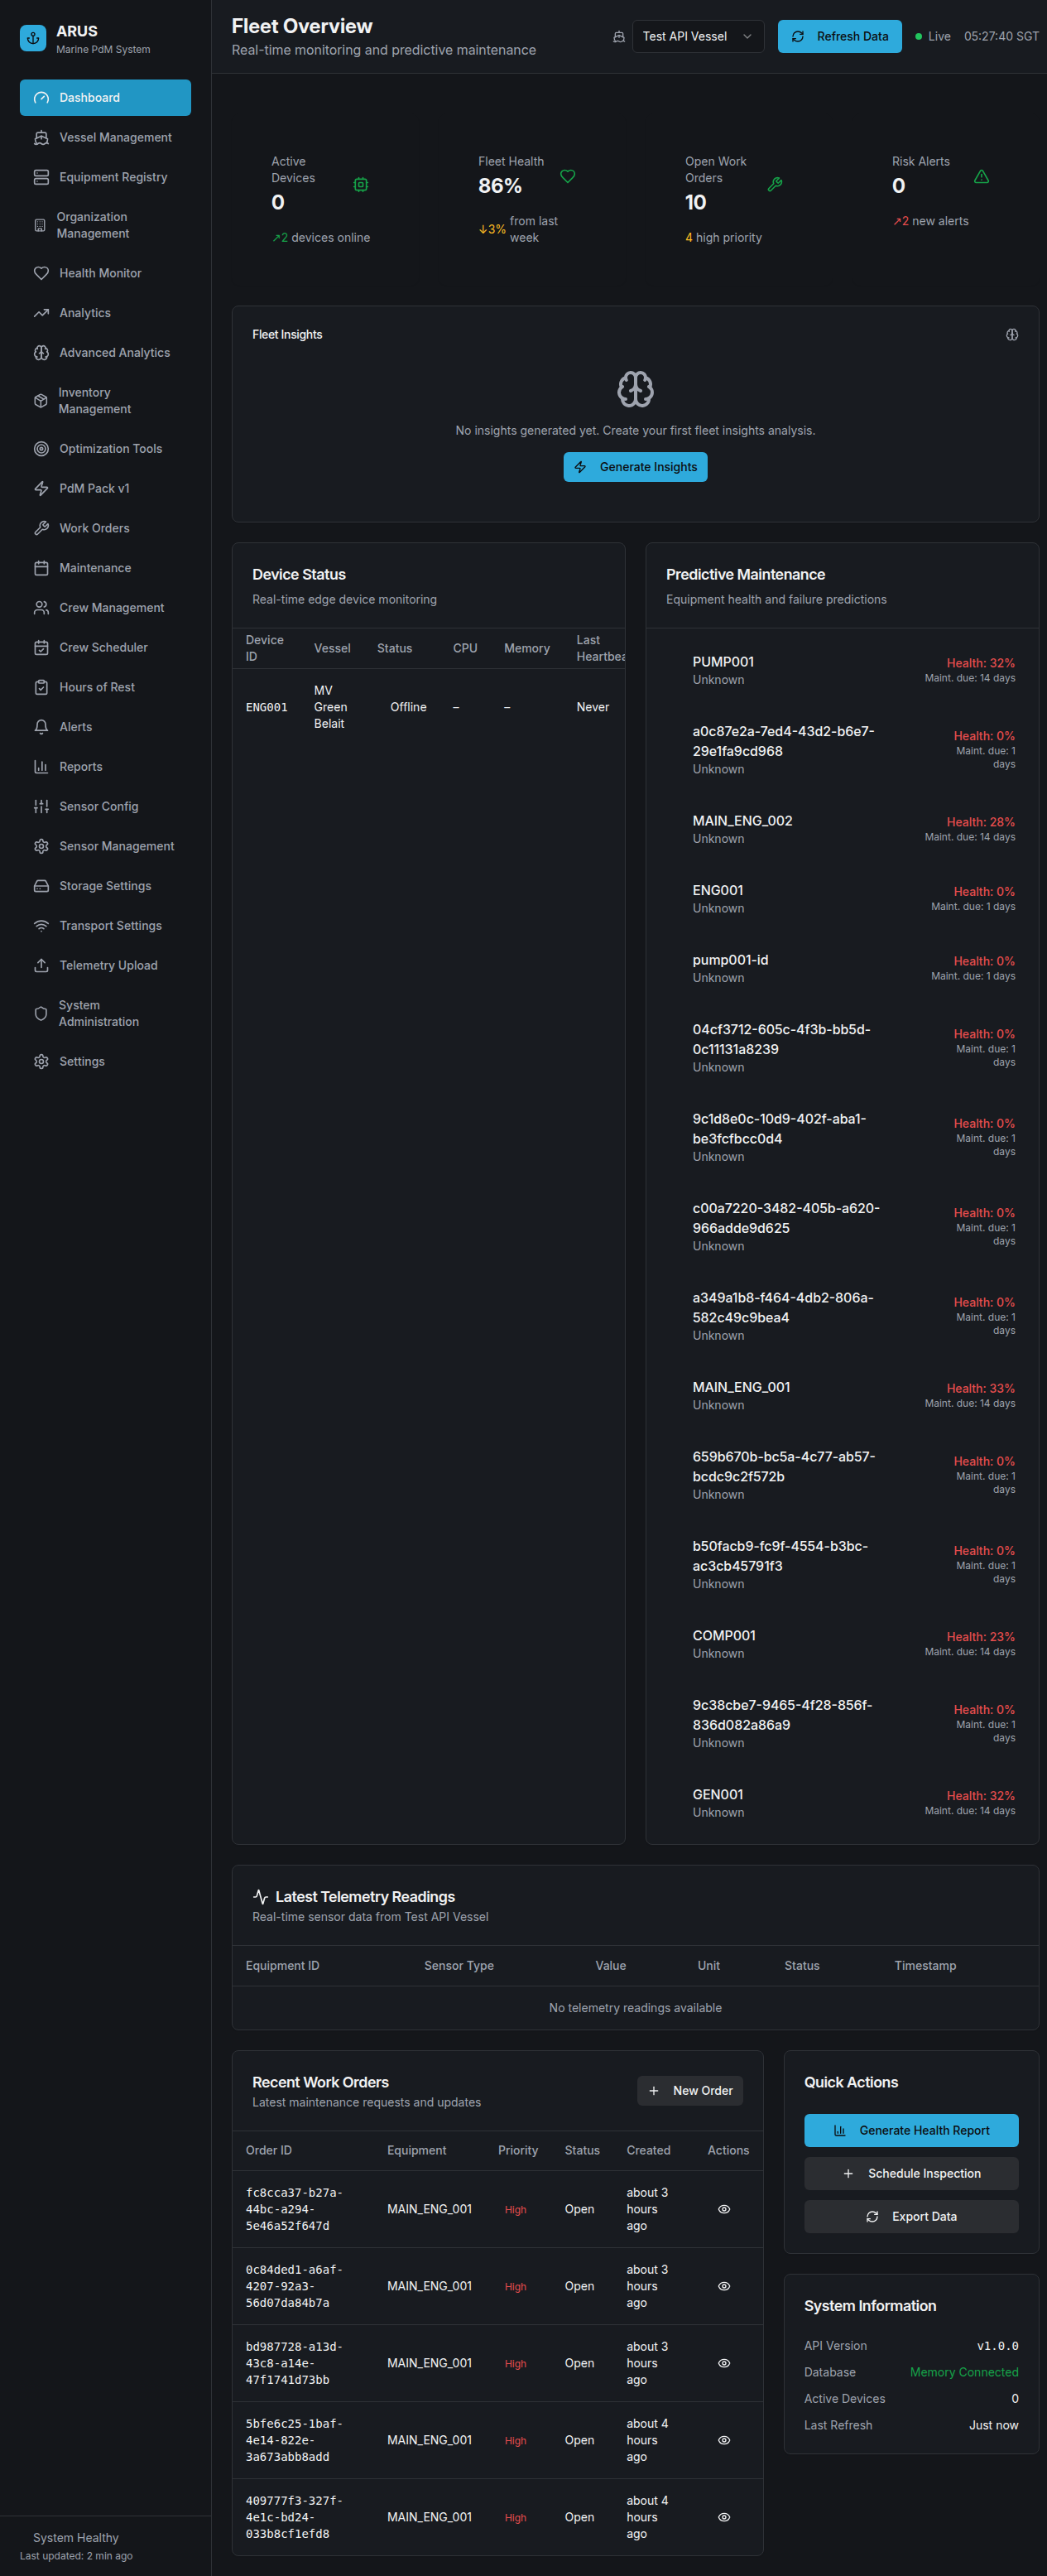 ARUS
Marine PdM System
Dashboard
Vessel Management
Equipment Registry
Organization
Management
Health Monitor
Analytics
Advanced Analytics
Inventory
Management
Optimization Tools
PdM Pack v1
Work Orders
Maintenance
Crew Management
Crew Scheduler
Hours of Rest
Alerts
Reports
Sensor Config
Sensor Management
Storage Settings
Transport Settings
Telemetry Upload
System
Administration
Settings
System Healthy
Last updated: 2 min ago
Fleet Overview
Real-time monitoring and predictive maintenance
Test API Vessel
Refresh Data
Live
05:27:40 SGT
Active
Devices
0
↗2 devices online
Fleet Health
86%
↓3% from last
week
Open Work
Orders
10
4 high priority
Risk Alerts
0
↗2 new alerts
Fleet Insights
No insights generated yet. Create your first fleet insights analysis.
Generate Insights
Device Status
Real-time edge device monitoring
Device
ID
Vessel
Status
CPU
Memory
Last
Heartbea
ENG001
MV
Green
Belait
Offline
–
–
Never
Predictive Maintenance
Equipment health and failure predictions
PUMP001
Unknown
Health: 32%
Maint. due: 14 days
a0c87e2a-7ed4-43d2-b6e7-
29e1fa9cd968
Unknown
Health: 0%
Maint. due: 1
days
MAIN_ENG_002
Unknown
Health: 28%
Maint. due: 14 days
ENG001
Unknown
Health: 0%
Maint. due: 1 days
pump001-id
Unknown
Health: 0%
Maint. due: 1 days
04cf3712-605c-4f3b-bb5d-
0c11131a8239
Unknown
Health: 0%
Maint. due: 1
days
9c1d8e0c-10d9-402f-aba1-
be3fcfbcc0d4
Unknown
Health: 0%
Maint. due: 1
days
c00a7220-3482-405b-a620-
966adde9d625
Unknown
Health: 0%
Maint. due: 1
days
a349a1b8-f464-4db2-806a-
582c49c9bea4
Unknown
Health: 0%
Maint. due: 1
days
MAIN_ENG_001
Unknown
Health: 33%
Maint. due: 14 days
659b670b-bc5a-4c77-ab57-
bcdc9c2f572b
Unknown
Health: 0%
Maint. due: 1
days
b50facb9-fc9f-4554-b3bc-
ac3cb45791f3
Unknown
Health: 0%
Maint. due: 1
days
COMP001
Unknown
Health: 23%
Maint. due: 14 days
9c38cbe7-9465-4f28-856f-
836d082a86a9
Unknown
Health: 0%
Maint. due: 1
days
GEN001
Unknown
Health: 32%
Maint. due: 14 days
Latest Telemetry Readings
Real-time sensor data from Test API Vessel
Equipment ID
Sensor Type
Value
Unit
Status
Timestamp
No telemetry readings available
Recent Work Orders
Latest maintenance requests and updates
New Order
Order ID
Equipment
Priority
Status
Created
Actions
fc8cca37-b27a-
44bc-a294-
5e46a52f647d
MAIN_ENG_001
High
Open
about 3
hours
ago
0c84ded1-a6af-
4207-92a3-
56d07da84b7a
MAIN_ENG_001
High
Open
about 3
hours
ago
bd987728-a13d-
43c8-a14e-
47f1741d73bb
MAIN_ENG_001
High
Open
about 3
hours
ago
5bfe6c25-1baf-
4e14-822e-
3a673abb8add
MAIN_ENG_001
High
Open
about 4
hours
ago
409777f3-327f-
4e1c-bd24-
033b8cf1efd8
MAIN_ENG_001
High
Open
about 4
hours
ago
Quick Actions
Generate Health Report
Schedule Inspection
Export Data
System Information
API Version
v1.0.0
Database
Memory Connected
Active Devices
0
Last Refresh
Just now